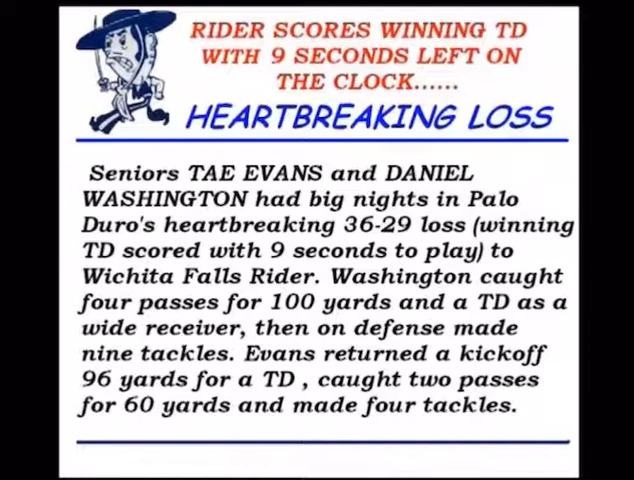 RIDER SCORES WINNING TD
WITH 9 SECONDS LEFT ON
THE CLOCK......
HEARTBREAKING LOSS
Seniors TAE EVANS and DANIEL
WASHINGTON had big nights in Palo
Duro's heartbreaking 36-29 loss (winning
TD scored with 9 seconds to play) to
Wichita Falls Rider. Washington caught
four passes for 100 yards and a TD as a
wide receiver, then on defense made
nine tackles. Evans returned a kickoff
96 yards for a TD , caught two passes
for 60 yards and made four tackles.